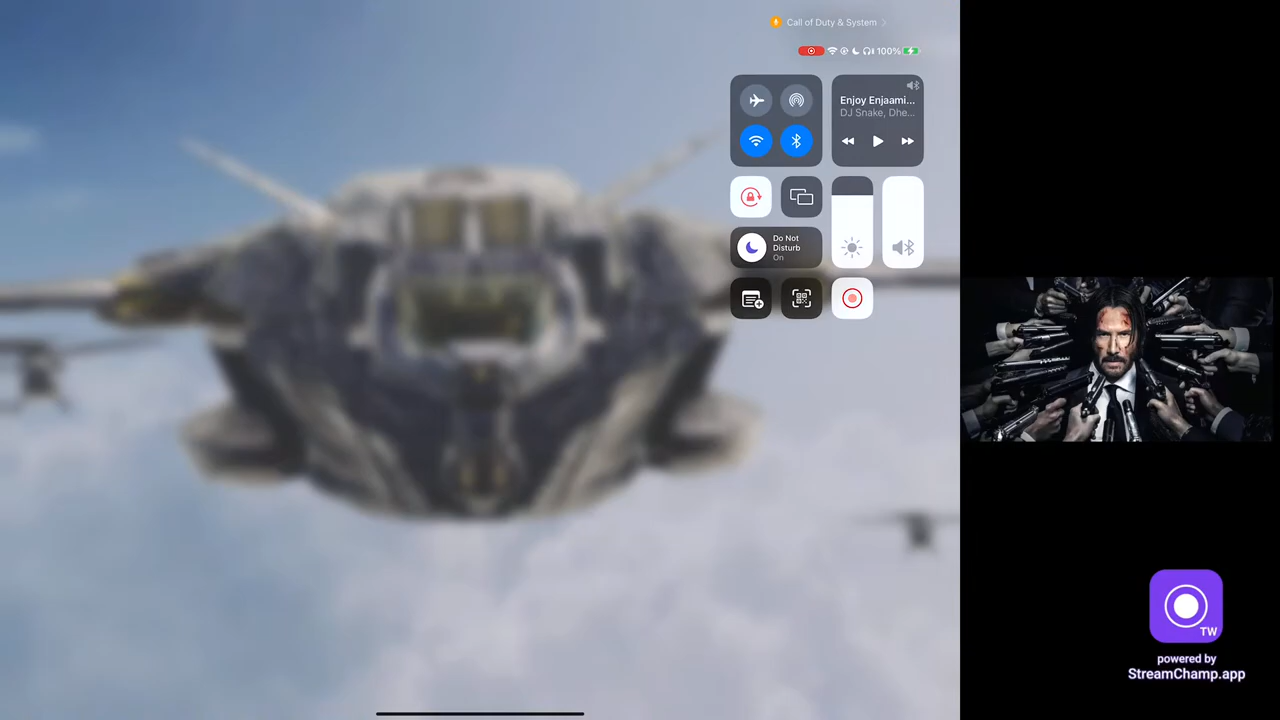 Call of Duty & System
100%
Enjoy Enjaami...
DJ Snake, Dhe...
Do Not
Disturb
On
TW
powered by
StreamChamp.app